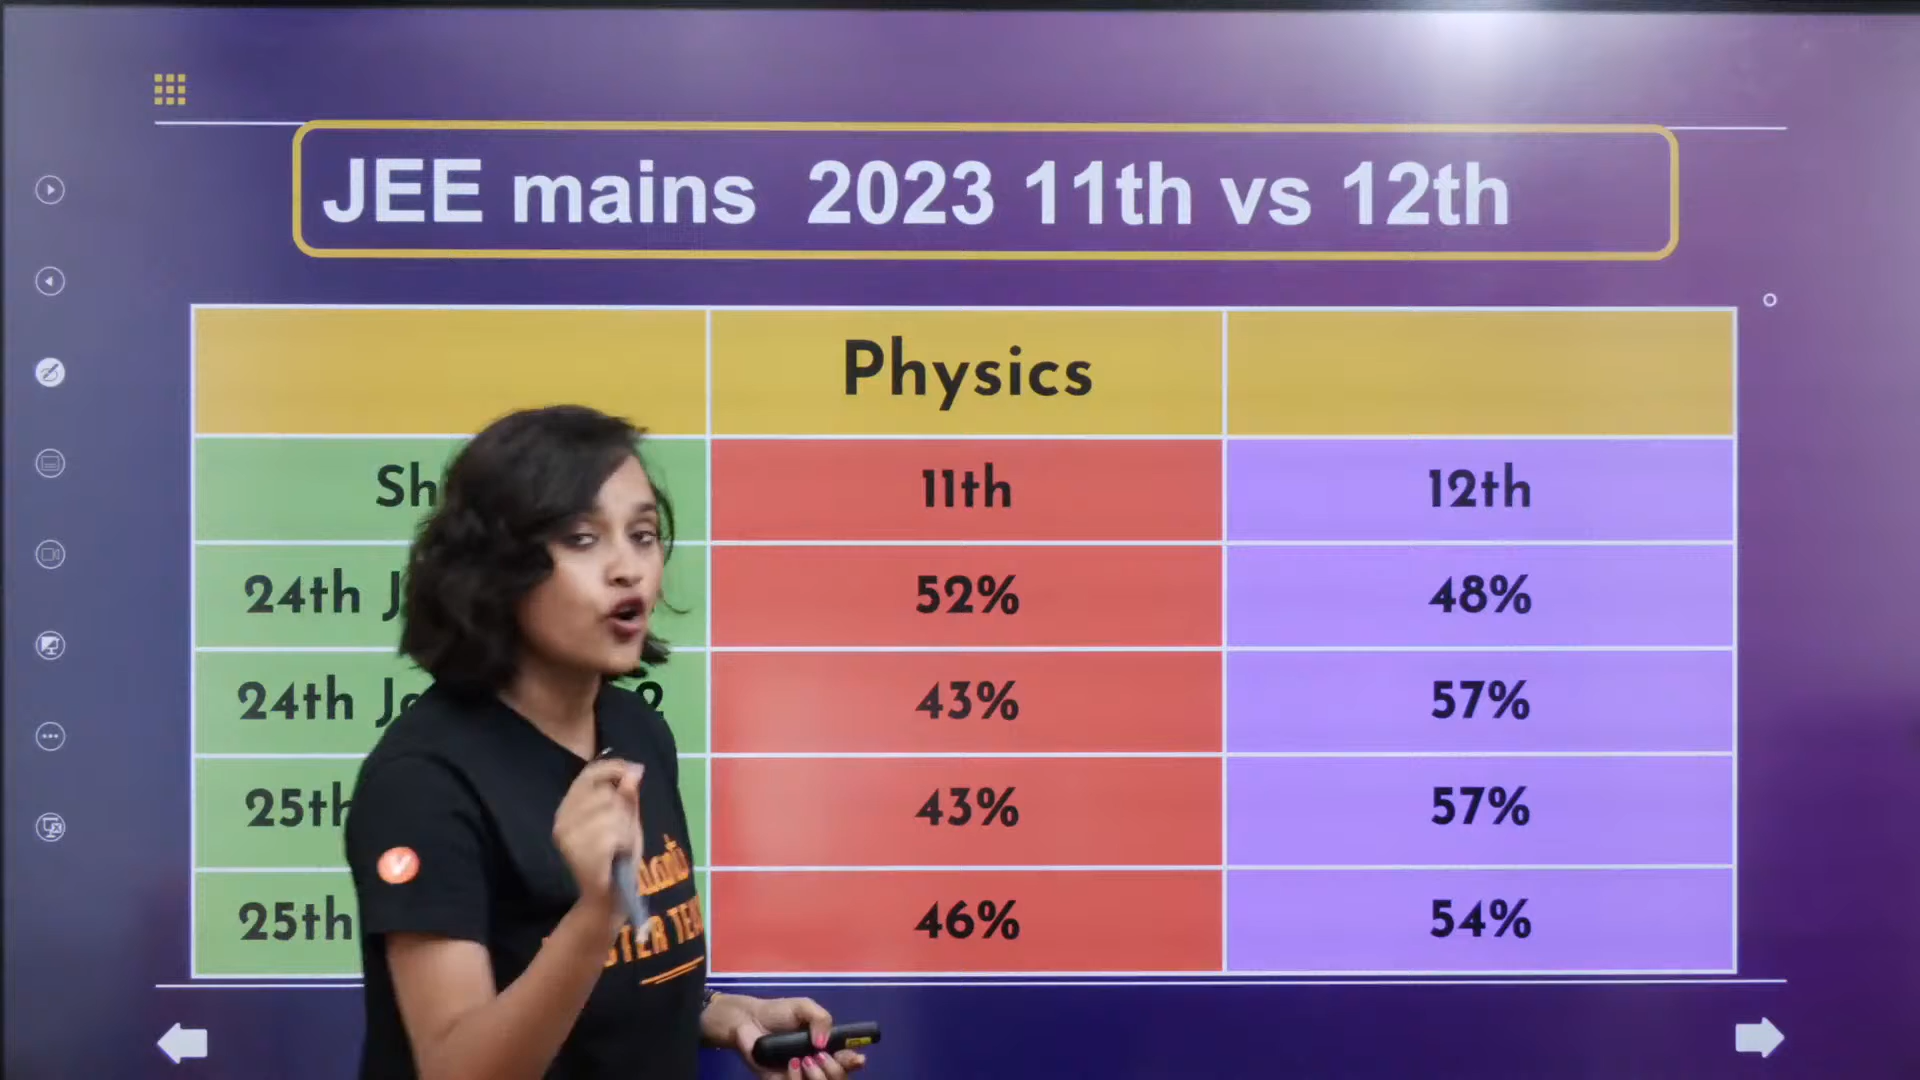 JEE mains 2023 11th vs 12th
Physics
11th 12th
24th 52% 48%
24th 2 43% 57%
25th 43% 57%
25th 46% 54%